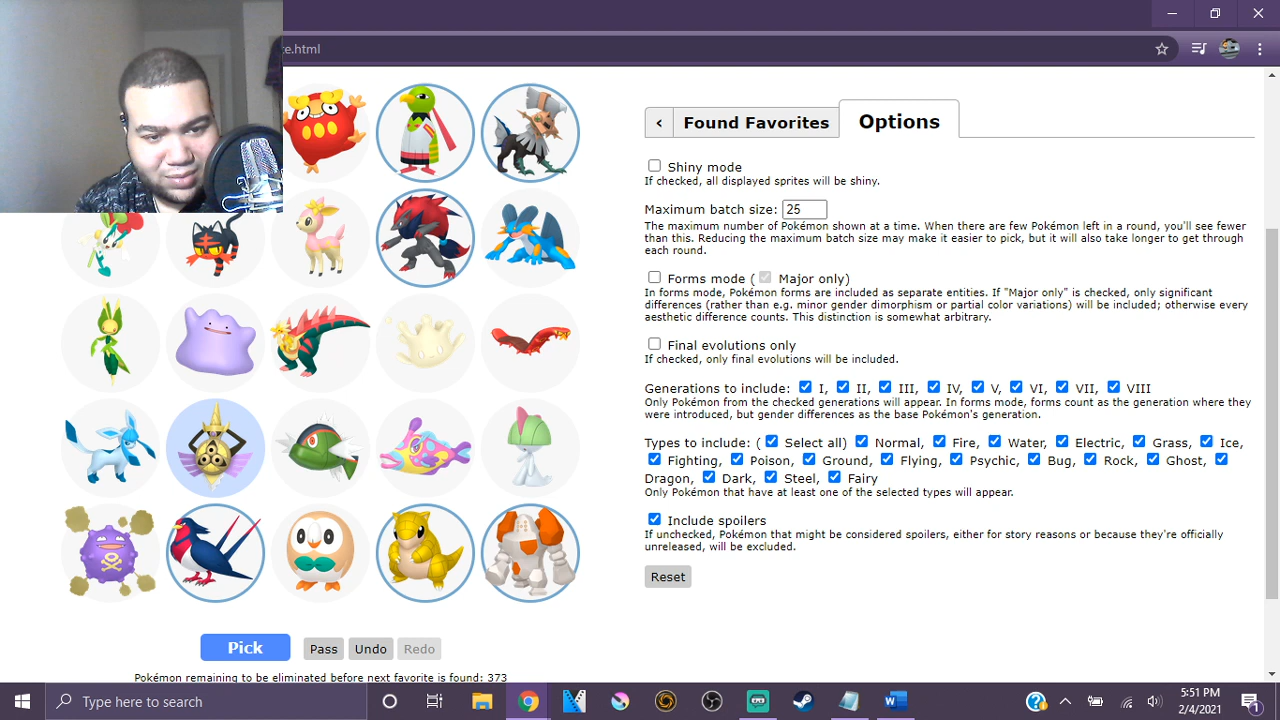 te.html
Found Favorites
Options
Shiny mode
If checked, all displayed sprites will be shiny.
Maximum batch size: 25
The maximum number of Pokémon shown at a time. When there are few Pokémon left in a round, you'll see fewer
than this. Reducing the maximum batch size may make it easier to pick, but it will also take longer to get through
each round.
Forms mode ( Major only)
In forms mode, Pokémon forms are included as separate entities. If "Major only" is checked, only significant
differences (rather than e.g. minor gender dimorphism or partial color variations) will be included; otherwise every
aesthetic difference counts. This distinction is somewhat arbitrary.
Final evolutions only
If checked, only final evolutions will be included.
Generations to include: I, II, III, IV, V, VI, VII, VIII
Only Pokémon from the checked generations will appear. In forms mode, forms count as the generation where they
were introduced, but gender differences as the base Pokémon's generation.
Types to include: ( Select all) Normal, Fire, Water, Electric, Grass, Ice,
Fighting, Poison, Ground, Flying, Psychic, Bug, Rock, Ghost,
Dragon, Dark, Steel, Fairy
Only Pokémon that have at least one of the selected types will appear.
Include spoilers
If unchecked, Pokémon that might be considered spoilers, either for story reasons or because they're officially
unreleased, will be excluded.
Reset
Pick Pass Undo Redo
Pokémon remaining to be eliminated before next favorite is found: 373
Type here to search
5:51 PM
2/4/2021
1